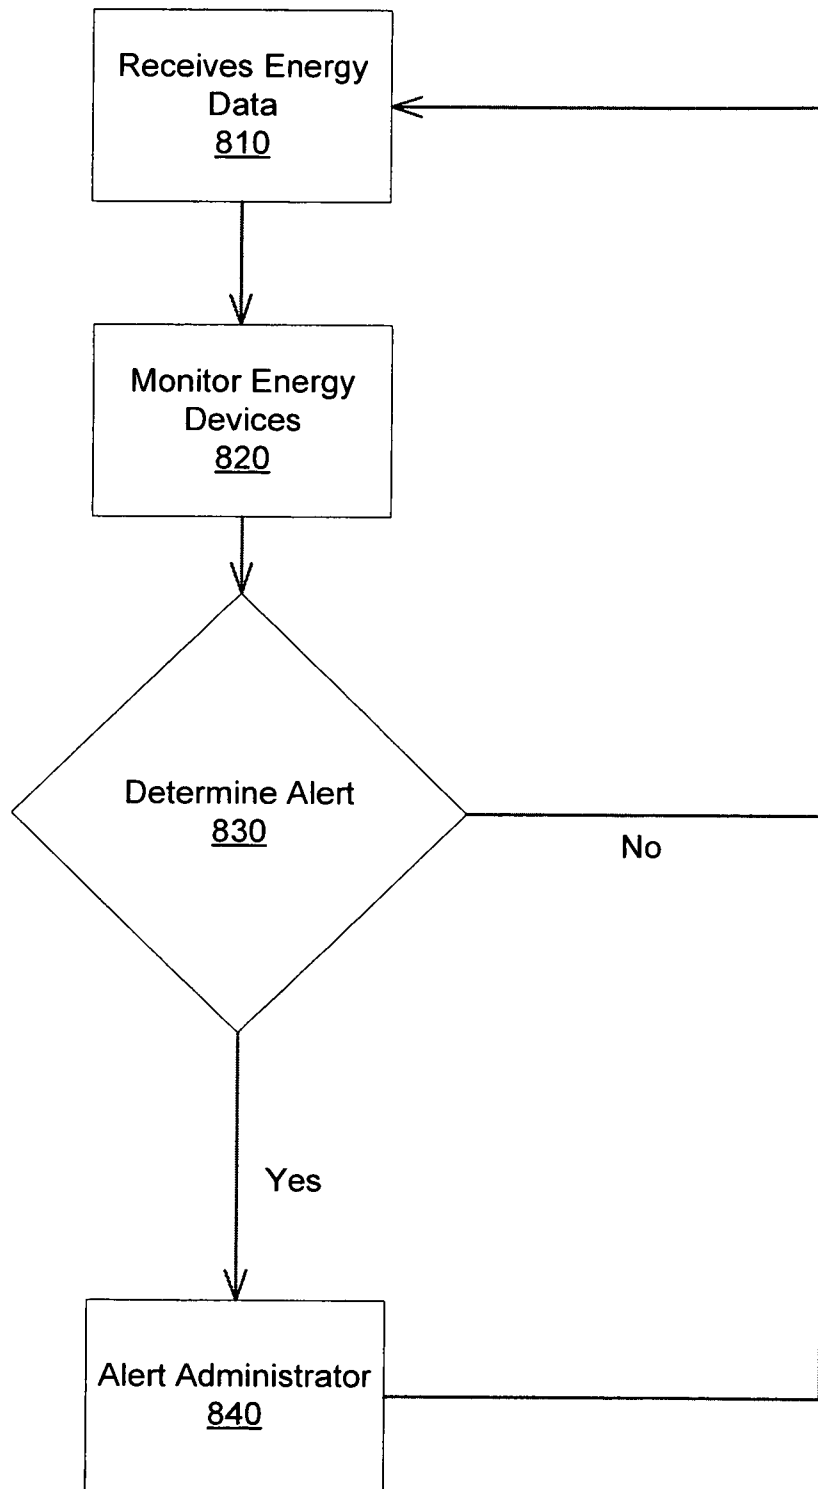 Receives Energy
Data
810
Monitor Energy
Devices
820
Determine Alert
830
No
Yes
Alert Administrator
840